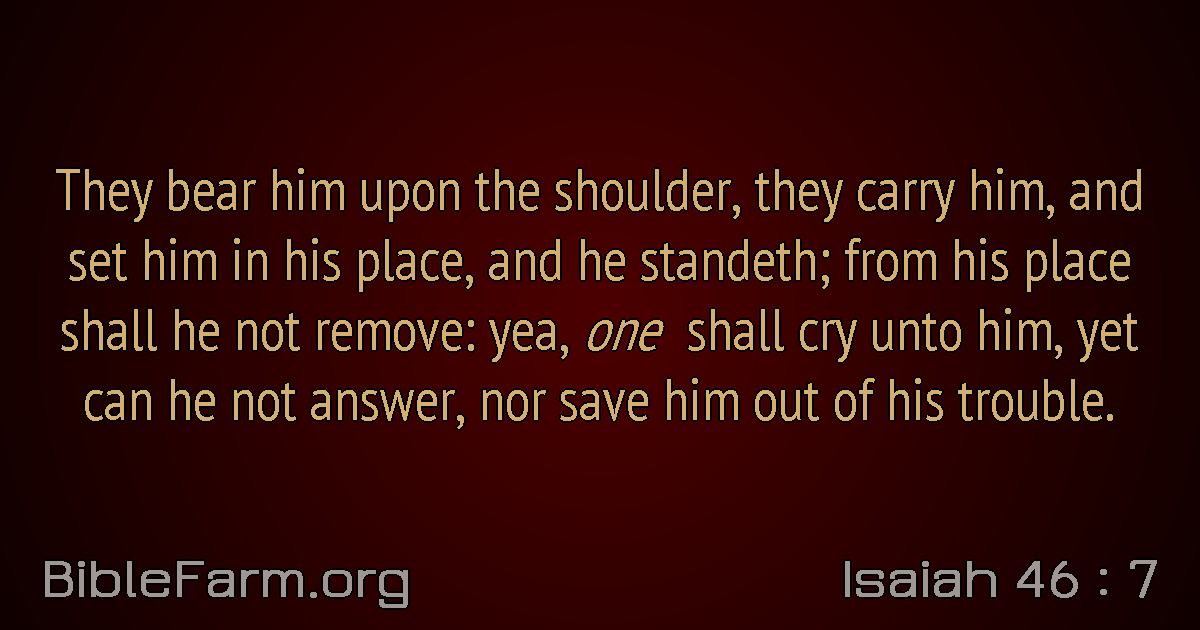 They bear him upon the shoulder, they carry him, and
set him in his place, and he standeth; from his place
shall he not remove: yea, one shall cry unto him, yet
can he not answer, nor save him out of his trouble.
BibleFarm.org
Isaiah 46 : 7